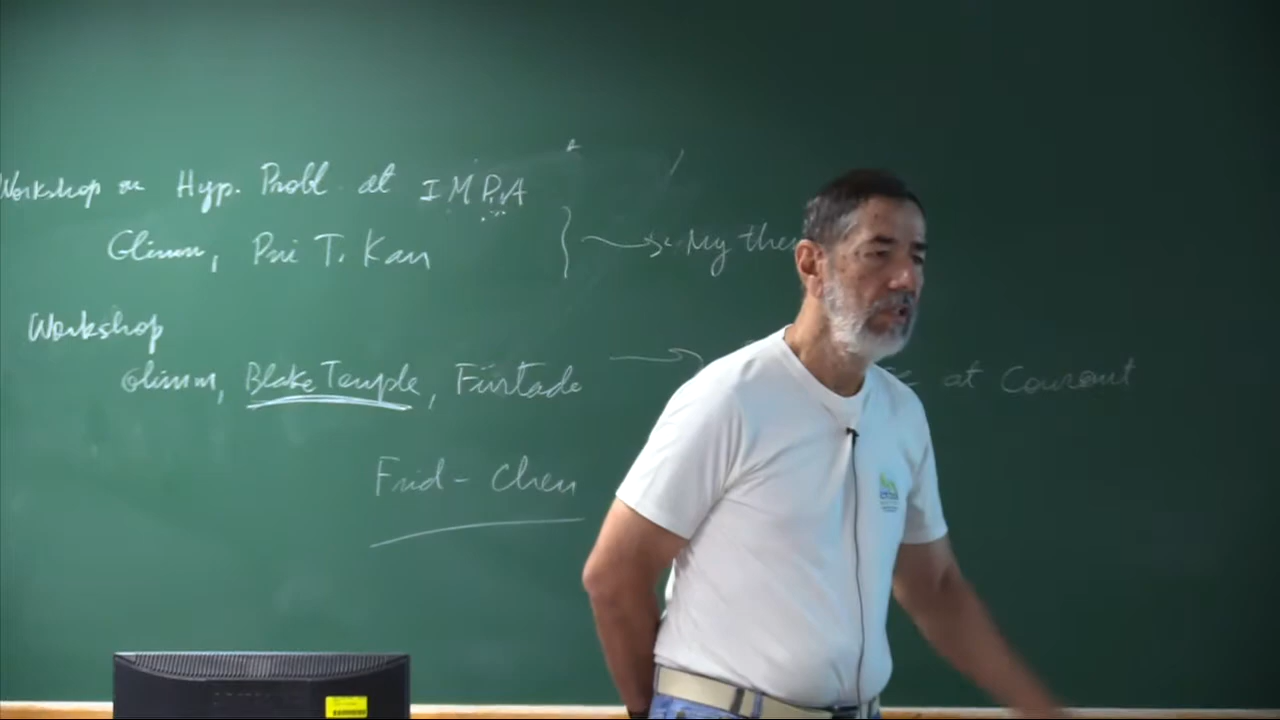 Workshop on Hyp. Probl. at IMPA
Glimm, Pui T. Kan } → My thes
Workshop
Glimm, Blake Temple, Furtado → at Courant
Frid - Chen